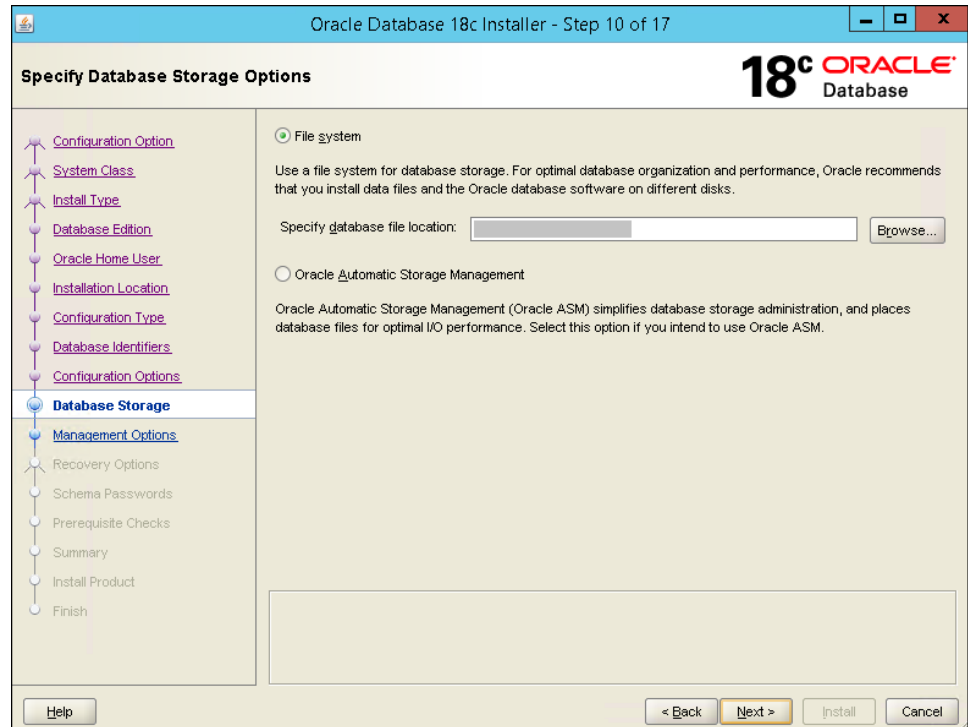 Oracle Database 18c Installer - Step 10 of 17
Specify Database Storage Options
18c ORACLE
Database
Configuration Option
System Class
Install Type
Database Edition
Oracle Home User
Installation Location
Configuration Type
Database Identifiers
Configuration Options
Database Storage
Management Options
Recovery Options
Schema Passwords
Prerequisite Checks
Summary
Install Product
Finish
File system
Use a file system for database storage. For optimal database organization and performance, Oracle recommends
that you install data files and the Oracle database software on different disks.
Specify database file location:
Browse...
Oracle Automatic Storage Management
Oracle Automatic Storage Management (Oracle ASM) simplifies database storage administration, and places
database files for optimal I/O performance. Select this option if you intend to use Oracle ASM.
Help
< Back
Next >
Install
Cancel